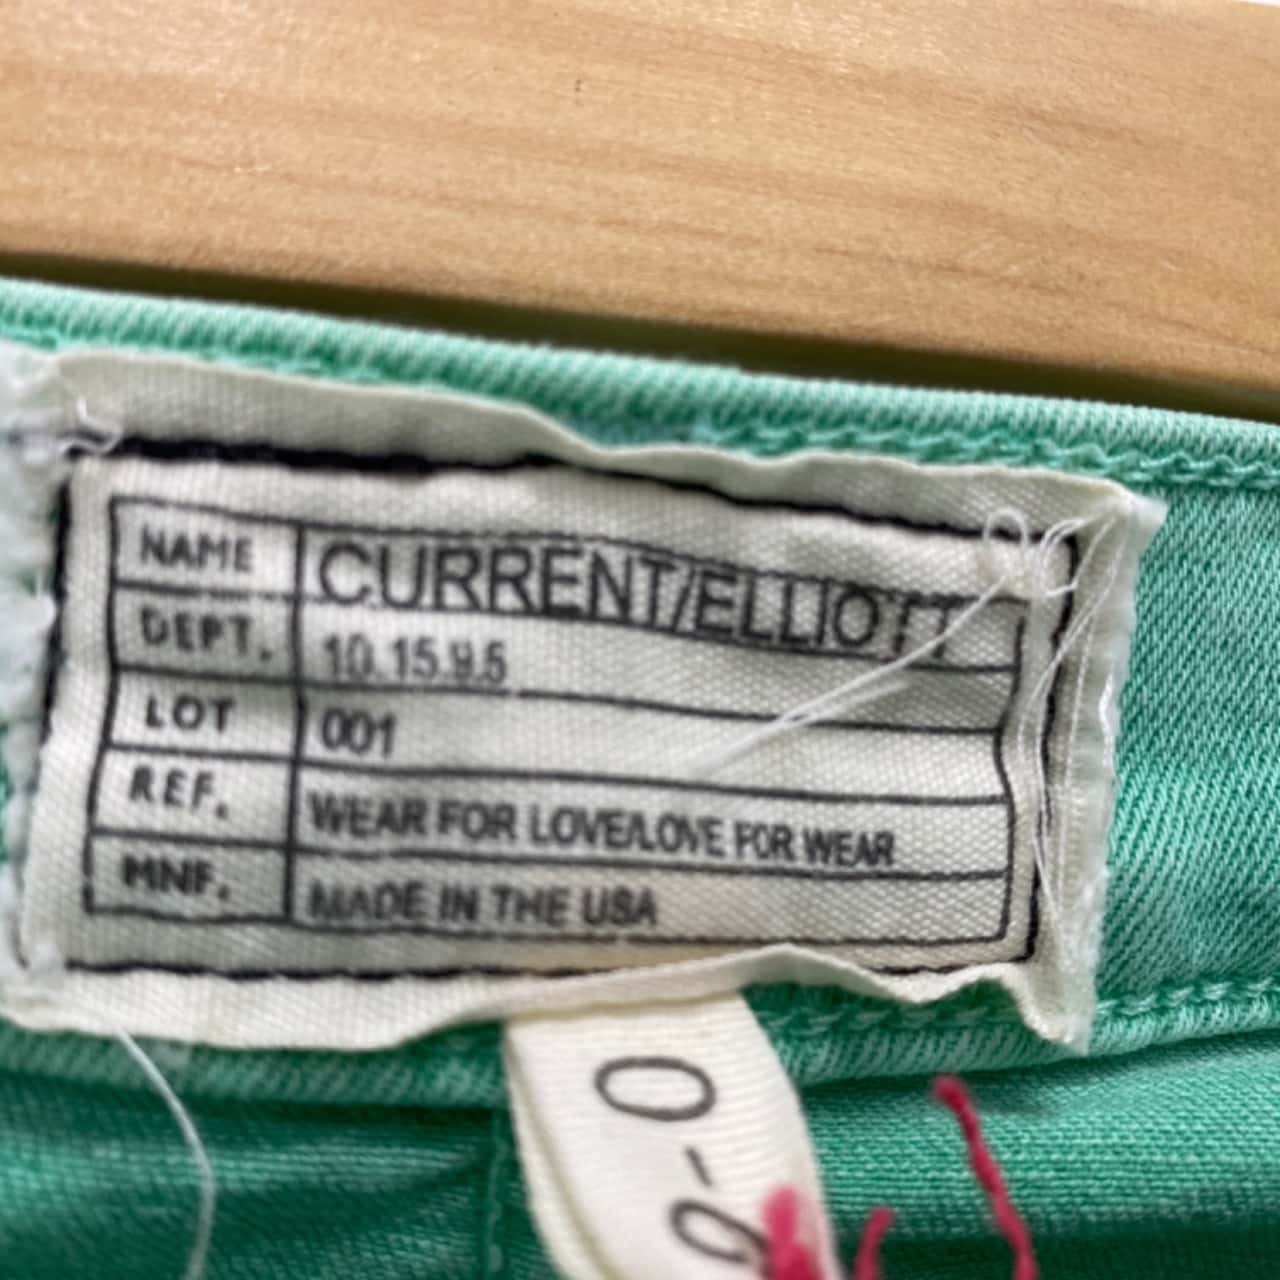 NAME CURRENT/ELLIOTT
DEPT. 10.15.9.5
LOT 001
REF. WEAR FOR LOVE/LOVE FOR WEAR
MNF. MADE IN THE USA
0-0